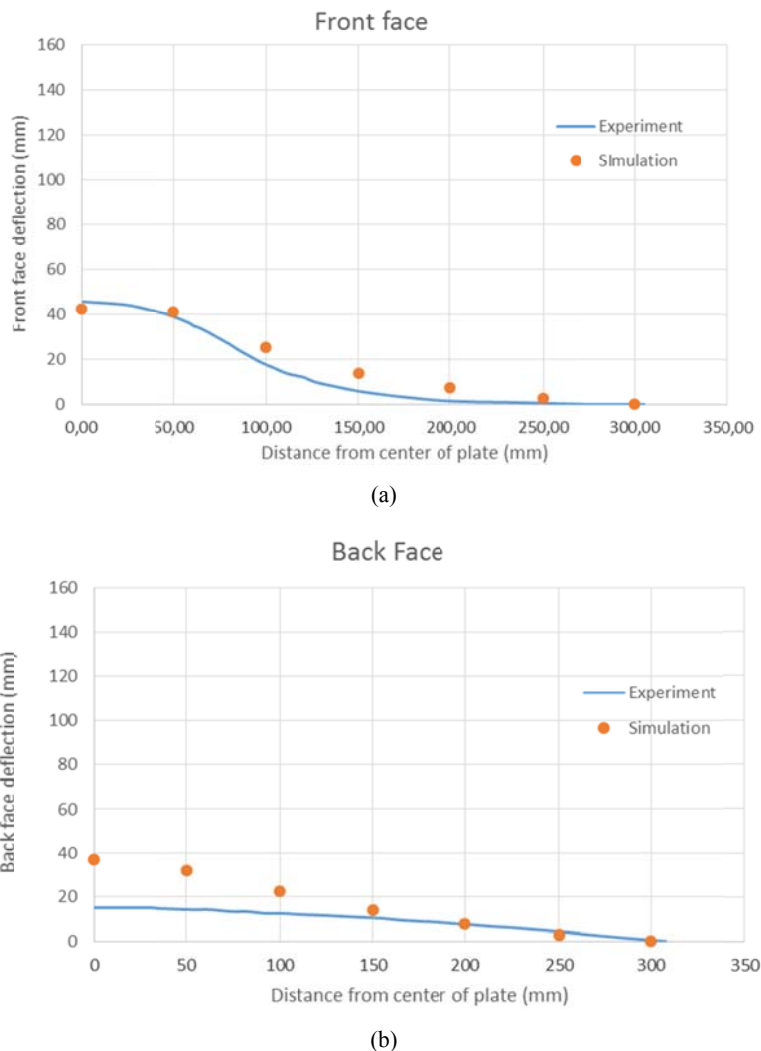 Front face
160
140
120
100
80
60
40
20
0
Front face deflection (mm)
Experiment
SImulation
0,00 50,00 100,00 150,00 200,00 250,00 300,00 350,00
Distance from center of plate (mm)
(a)
Back Face
160
140
120
100
80
60
40
20
0
Back face deflection (mm)
Experiment
Simulation
0 50 100 150 200 250 300 350
Distance from center of plate (mm)
(b)